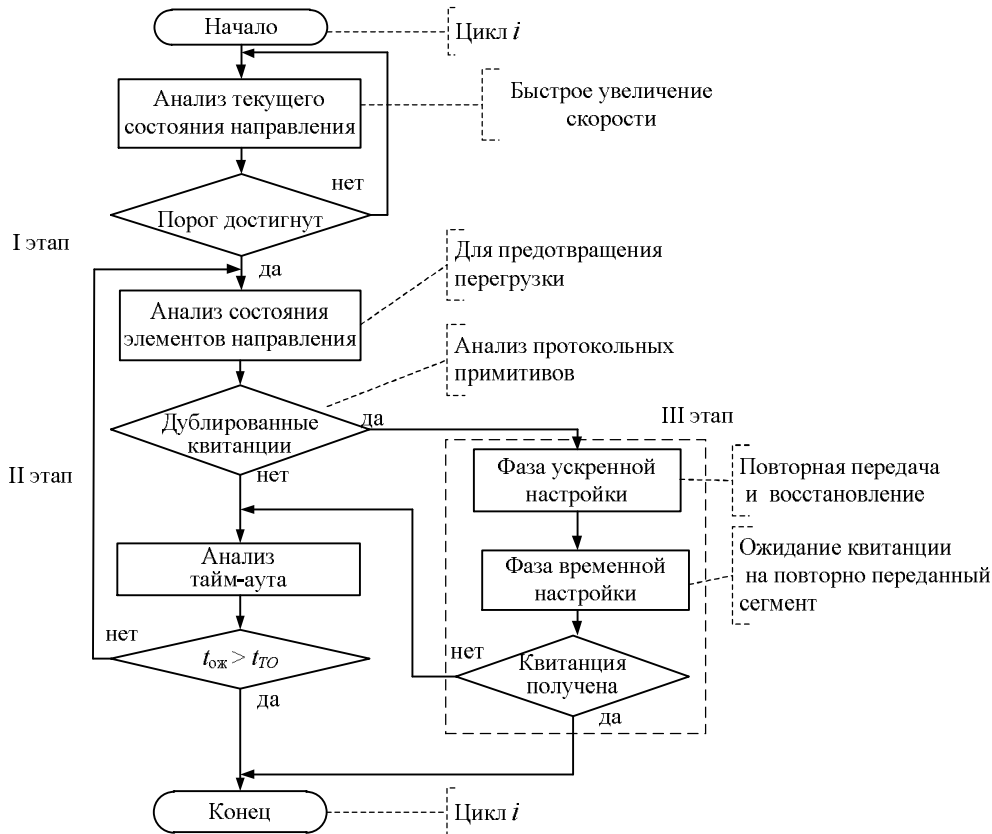 Начало
Цикл i
Анализ текущего
состояния направления
Быстрое увеличение
скорости
нет
Порог достигнут
I этап
да
Для предотвращения
перегрузки
Анализ состояния
элементов направления
Анализ протокольных
примитивов
Дублированные
квитанции
да
III этап
II этап
нет
Фаза ускренной
настройки
Повторная передача
и восстановление
Анализ
тайм-аута
Фаза временной
настройки
Ожидание квитанции
на повторно переданный
сегмент
нет
tож > tТО
да
нет
Квитанция
получена
да
Конец
Цикл i